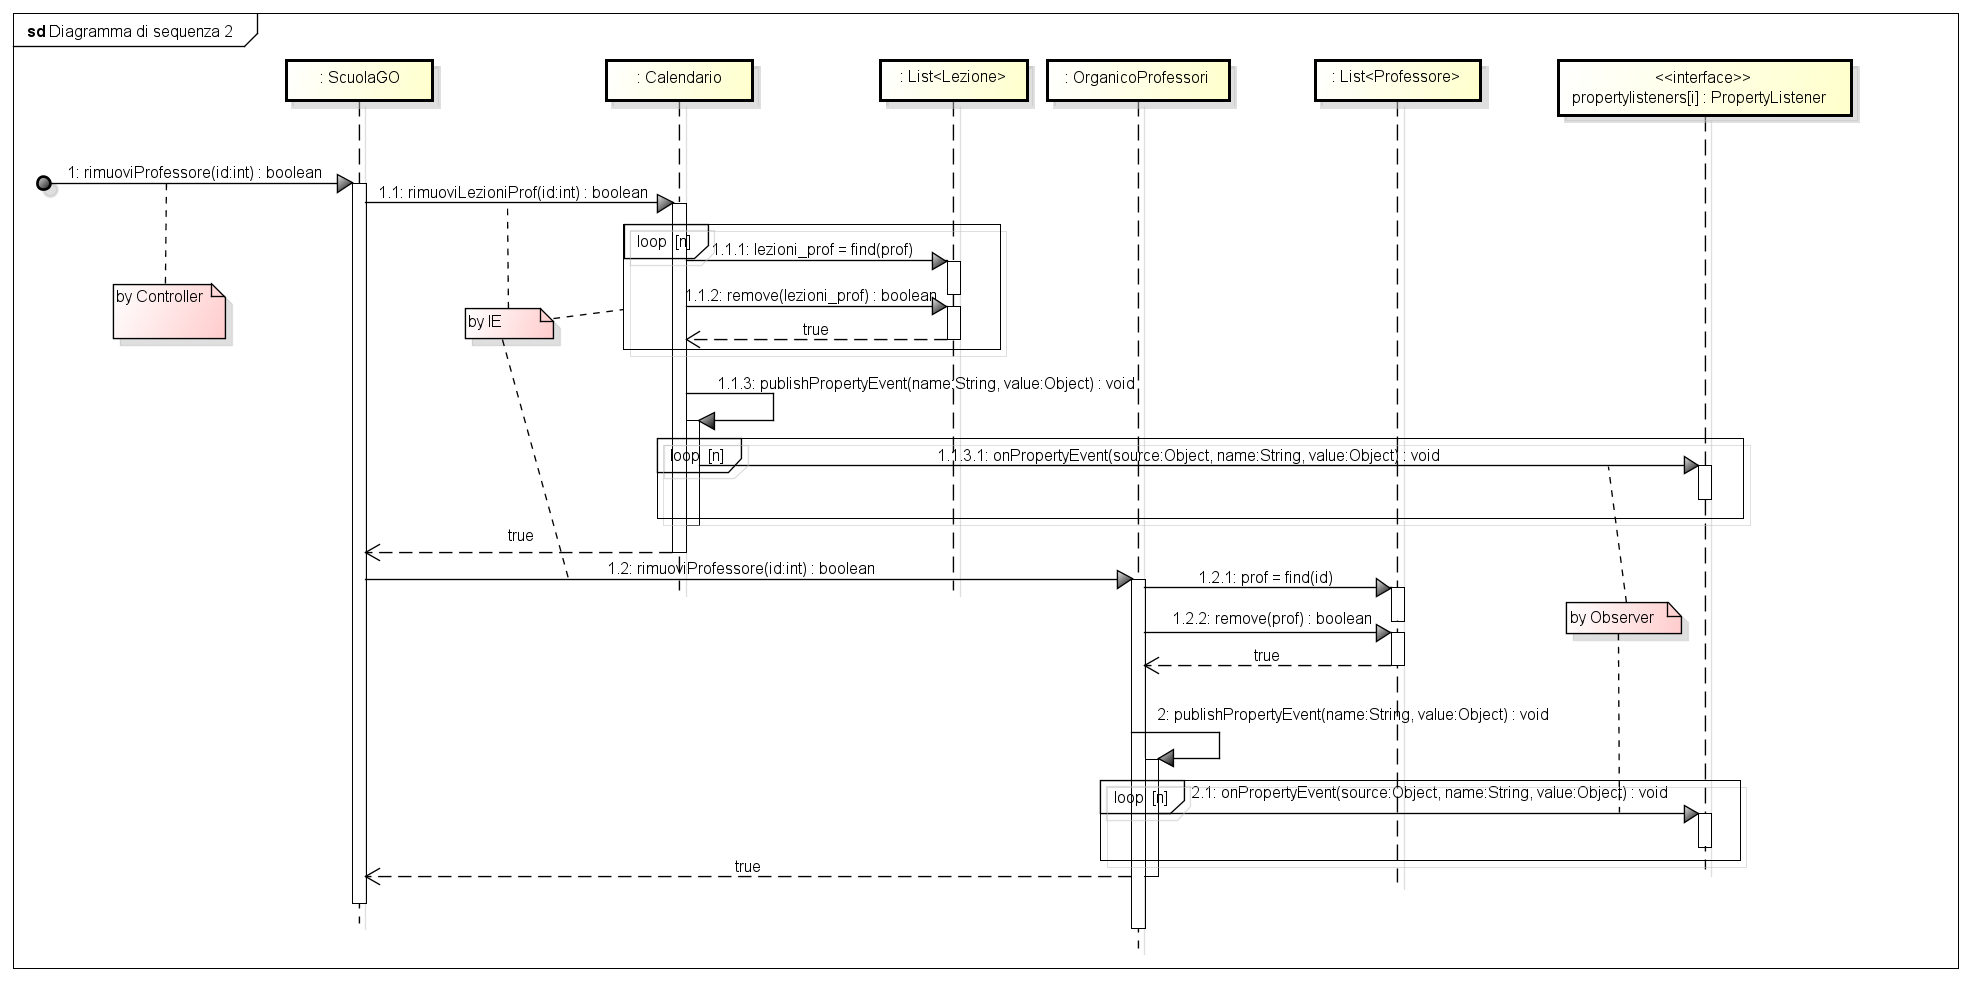 sd Diagramma di sequenza 2
: ScuolaGO
: Calendario
: List<Lezione>
: OrganicoProfessori
: List<Professore>
<<interface>>
propertylisteners[i] : PropertyListener
1: rimuoviProfessore(id:int) : boolean
1.1: rimuoviLezioniProf(id:int) : boolean
loop [n]
1.1.1: lezioni_prof = find(prof)
by Controller
1.1.2: remove(lezioni_prof) : boolean
by IE
true
1.1.3: publishPropertyEvent(name:String, value:Object) : void
loop [n]
1.1.3.1: onPropertyEvent(source:Object, name:String, value:Object) : void
true
1.2: rimuoviProfessore(id:int) : boolean
1.2.1: prof = find(id)
1.2.2: remove(prof) : boolean
by Observer
true
2: publishPropertyEvent(name:String, value:Object) : void
loop [n]
2.1: onPropertyEvent(source:Object, name:String, value:Object) : void
true